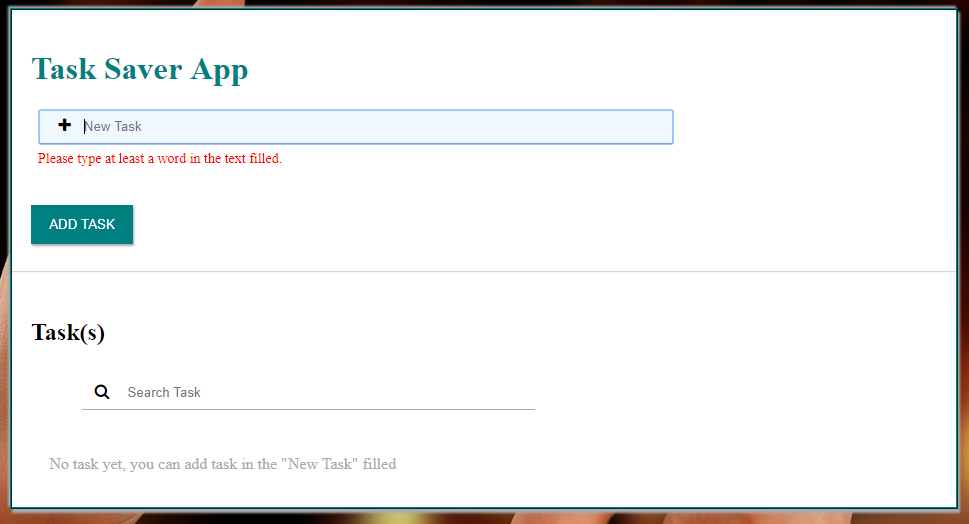 Task Saver App
New Task
Please type at least a word in the text filled.
ADD TASK
Task(s)
Search Task
No task yet, you can add task in the "New Task" filled